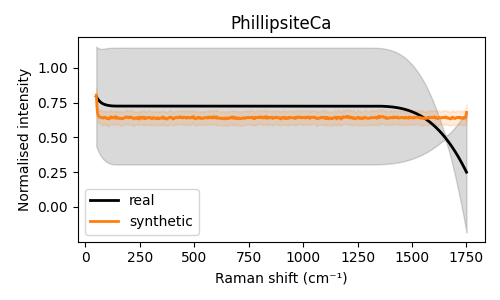 PhillipsiteCa
Normalised intensity
1.00
0.75
0.50
0.25
0.00
real
synthetic
0 250 500 750 1000 1250 1500 1750
Raman shift (cm⁻¹)